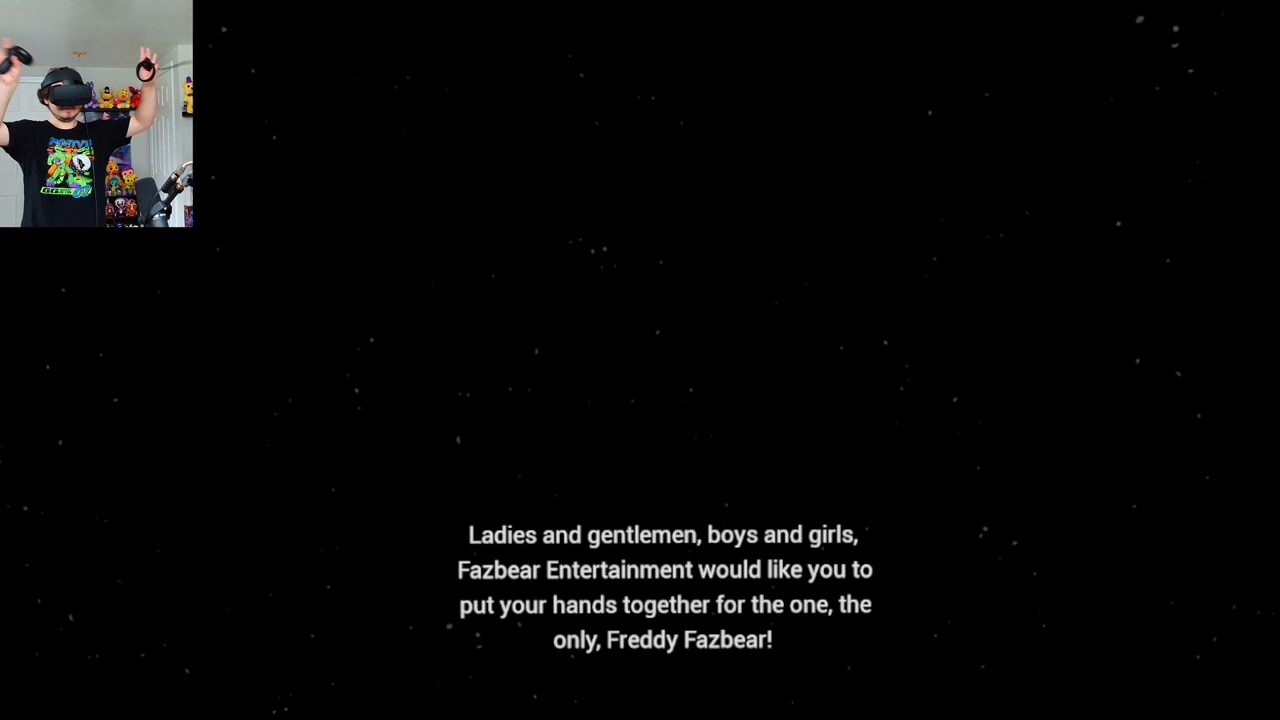 Ladies and gentlemen, boys and girls,
Fazbear Entertainment would like you to
put your hands together for the one, the
only, Freddy Fazbear!